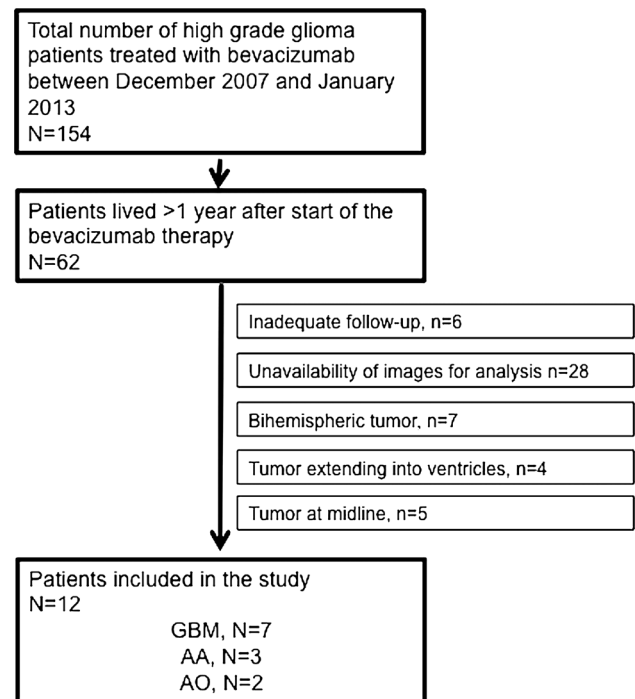 Total number of high grade glioma
patients treated with bevacizumab
between December 2007 and January
2013
N=154
Patients lived >1 year after start of the
bevacizumab therapy
N=62
Inadequate follow-up, n=6
Unavailability of images for analysis n=28
Bihemispheric tumor, n=7
Tumor extending into ventricles, n=4
Tumor at midline, n=5
Patients included in the study
N=12
GBM, N=7
AA, N=3
AO, N=2